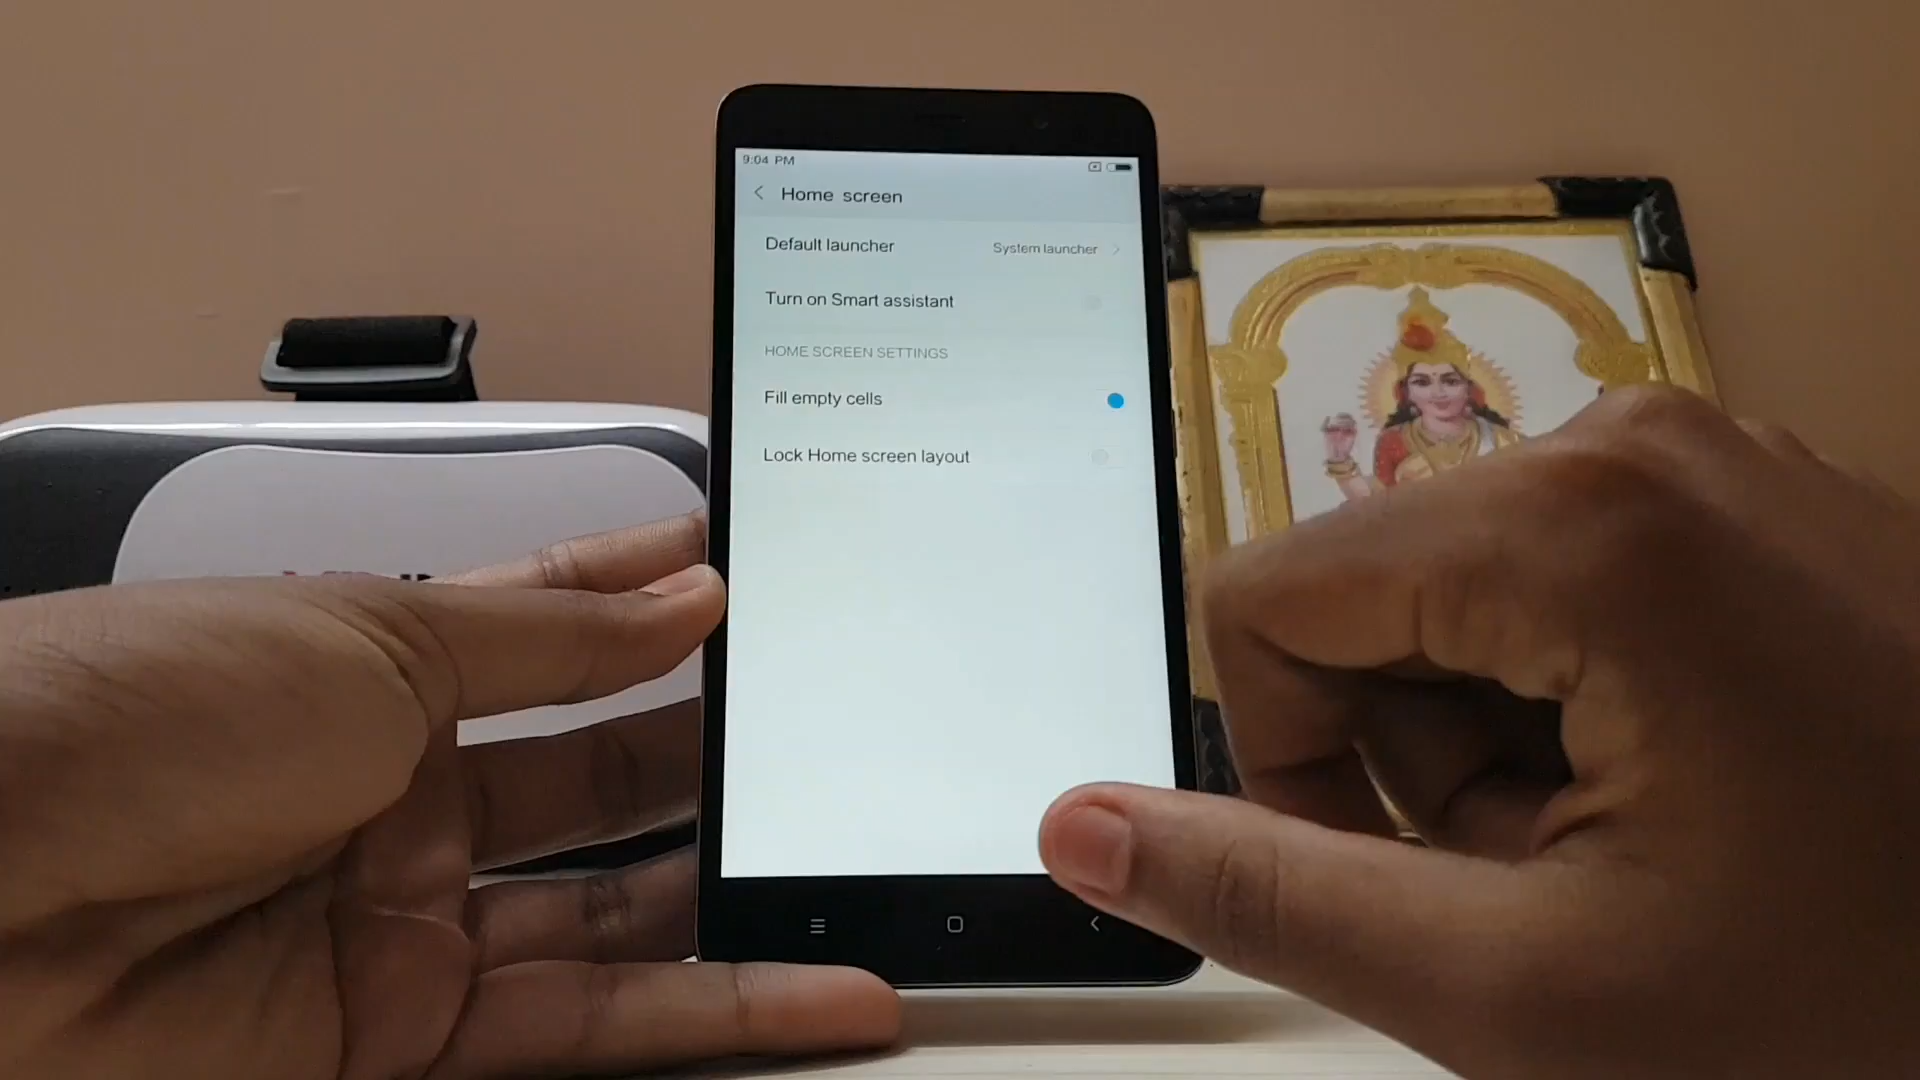 9:04 PM
Home screen
Default launcher System launcher
Turn on Smart assistant
HOME SCREEN SETTINGS
Fill empty cells
Lock Home screen layout